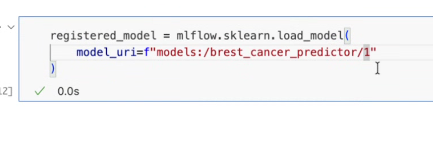 registered_model = mlflow.sklearn.load_model(
model_uri=f"models:/brest_cancer_predictor/1"
)
0.0s